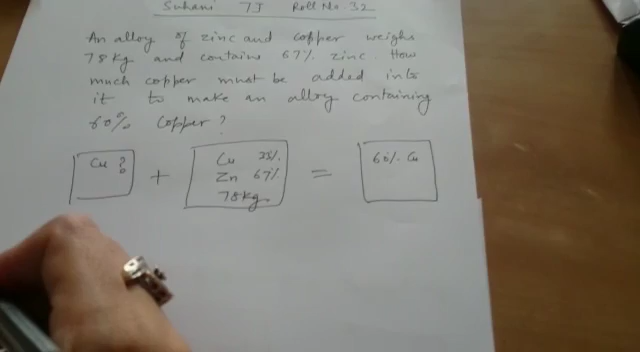 Suhani 7J Roll No. 32
An alloy of zinc and copper weighs
78 Kg and contains 67% zinc. How
much copper must be added into
it to make an alloy containing
60% Copper?
Cu ? + Cu 33% = 60% Cu
Zn 67%
78kg